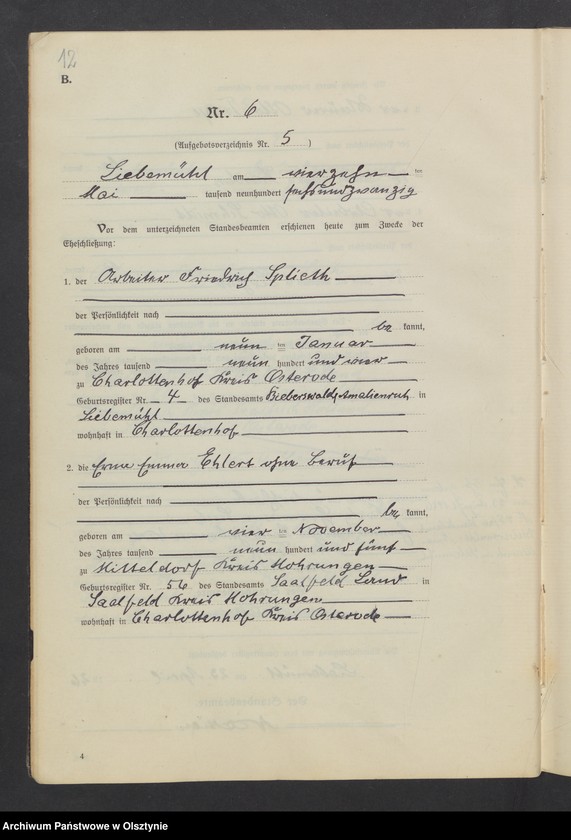 12
B.
Nr. 6
(Aufgebotsverzeichnis Nr. 5 )
Liebemühl am vierzehn ten
Mai tausend neunhundert sechsundzwanzig
Vor dem unterzeichneten Standesbeamten erschienen heute zum Zwecke der
Eheschließung:
1. der Arbeiter Friedrich Splieth
der Persönlichkeit nach
be kannt,
geboren am neun ten Januar
des Jahres tausend neun hundert und vier
zu Charlottenhof Kreis Osterode
Geburtsregister Nr. 4 des Standesamts Bieberswalde Amalienruh in
Liebemühl
wohnhaft in Charlottenhof
2. die Erna Emma Ehlert ohne Beruf
der Persönlichkeit nach
be kannt,
geboren am vier ten November
des Jahres tausend neun hundert und fünf
zu Mitteldorf Kreis Mohrungen
Geburtsregister Nr. 56 des Standesamts Saalfeld Land in
Saalfeld Kreis Mohrungen
wohnhaft in Charlottenhof Kreis Osterode
4
Archiwum Państwowe w Olsztynie